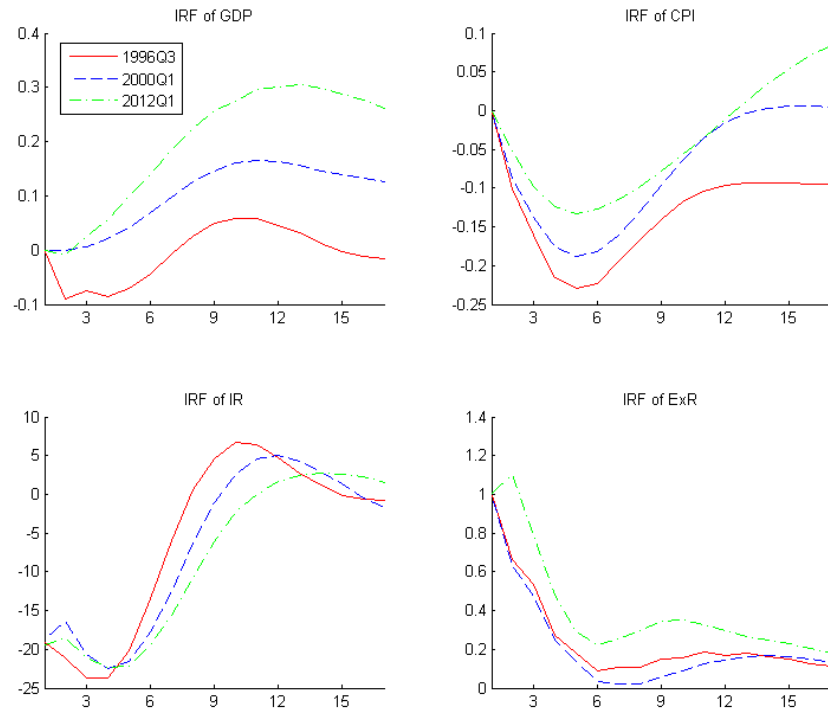 IRF of GDP
0.4
0.3
0.2
0.1
0
-0.1
3 6 9 12 15
1996Q3
2000Q1
2012Q1
IRF of CPI
0.1
0.05
0
-0.05
-0.1
-0.15
-0.2
-0.25
3 6 9 12 15
IRF of IR
10
5
0
-5
-10
-15
-20
-25
3 6 9 12 15
IRF of ExR
1.4
1.2
1
0.8
0.6
0.4
0.2
0
3 6 9 12 15